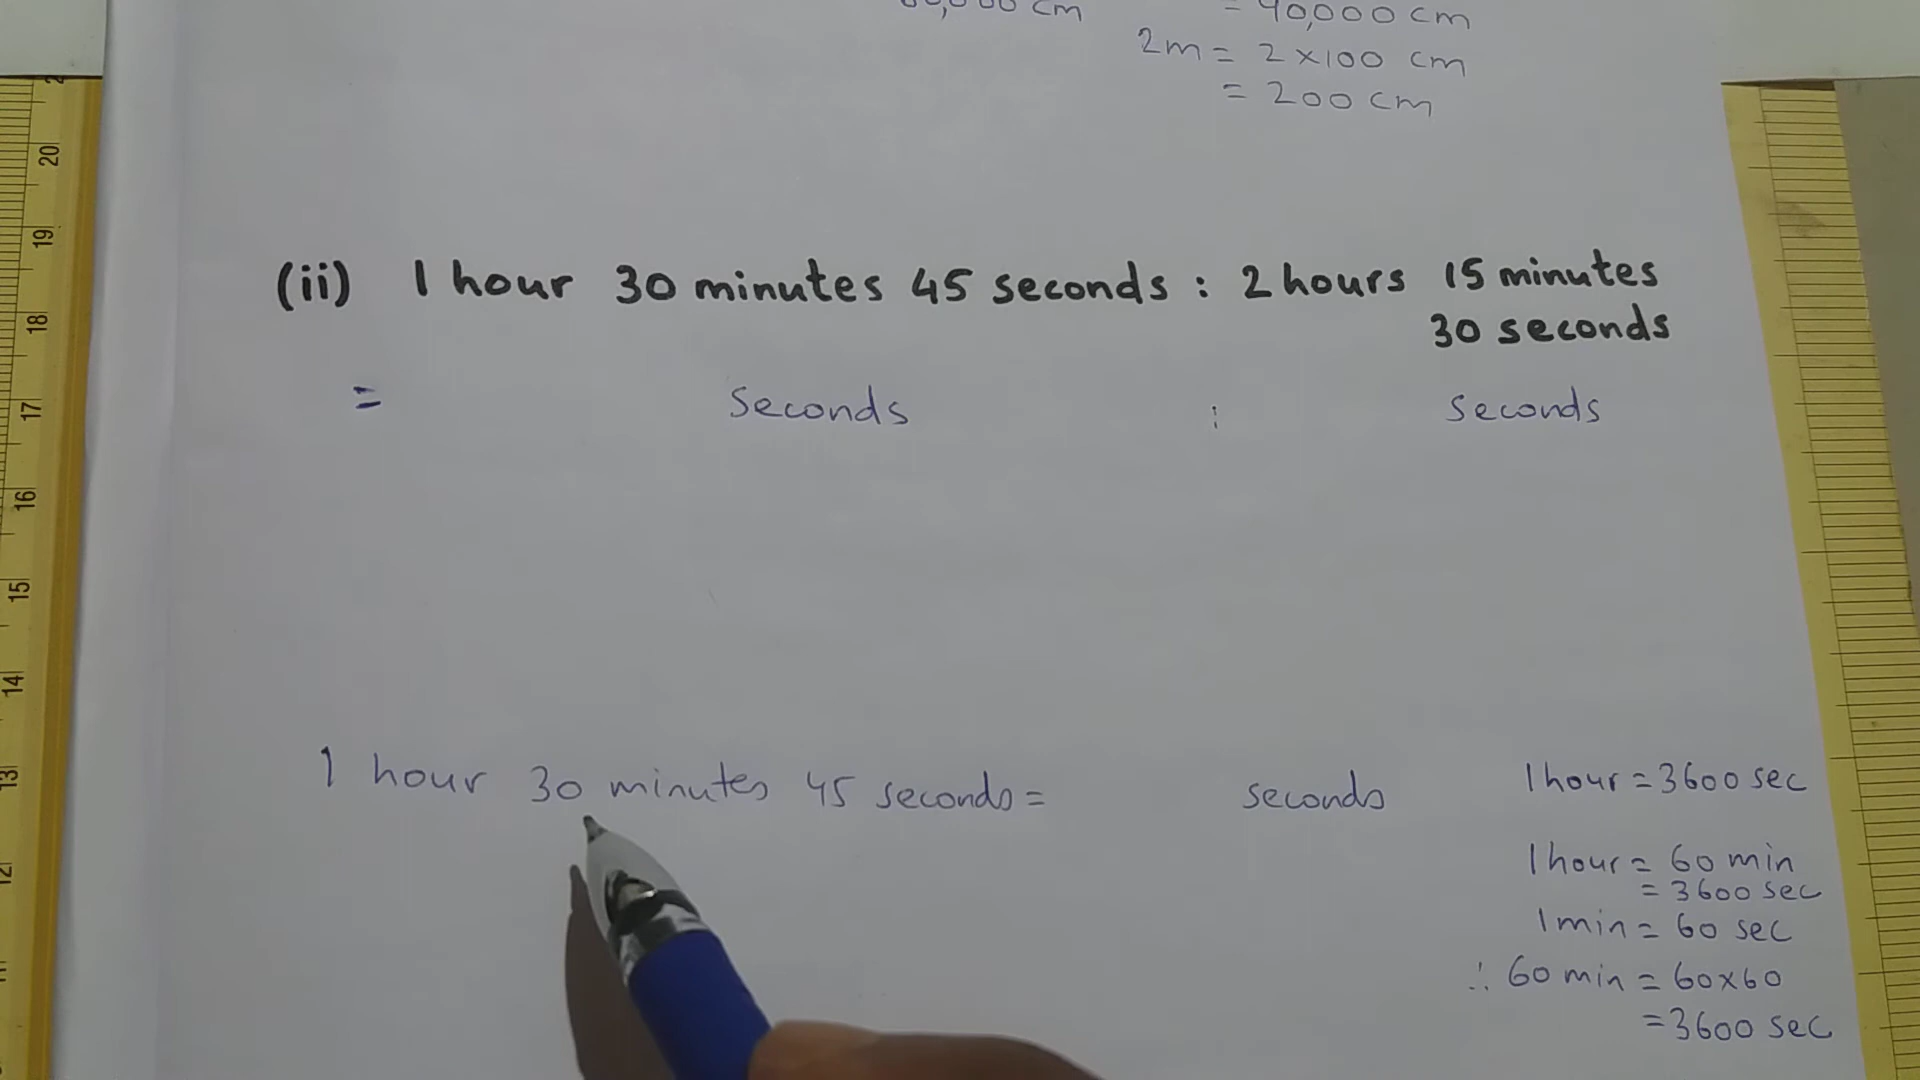 cm = 40,000 cm
2m = 2 × 100 cm
= 200 cm
(ii) 1 hour 30 minutes 45 seconds : 2 hours 15 minutes
30 seconds
= seconds : seconds
1 hour 30 minutes 45 seconds = seconds
1 hour = 3600 sec
1 hour = 60 min
= 3600 sec
1 min = 60 sec
∴ 60 min = 60×60
= 3600 sec
20
19
18
17
16
15
14
13
12